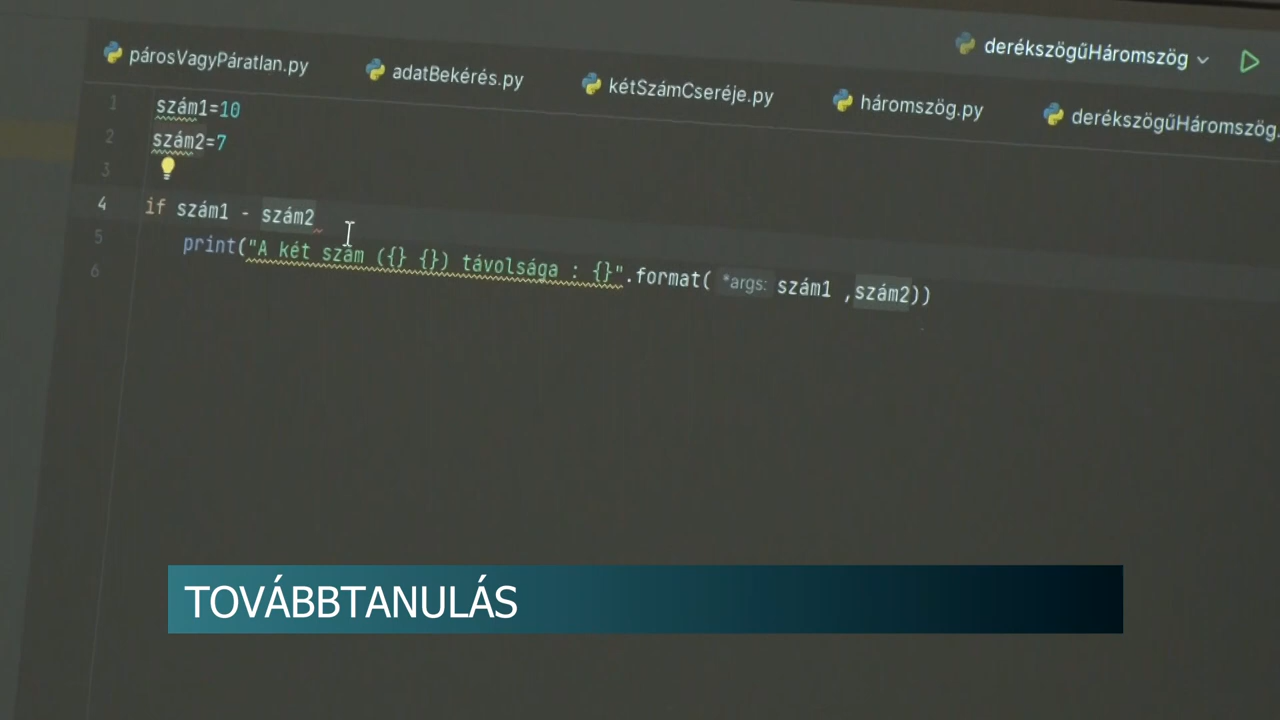 derékszögűHáromszög
párosVagyPáratlan.py adatBekérés.py kétSzámCseréje.py háromszög.py derékszögűHáromszög.
1 szám1=10
2 szám2=7
3
4 if szám1 - szám2
5 print("A két szám ({} {}) távolsága : {}".format( *args: szám1 ,szám2))
6
TOVÁBBTANULÁS